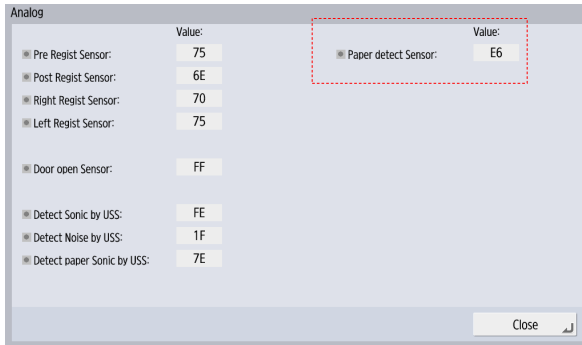 Analog
Value:
Pre Regist Sensor: 75
Post Regist Sensor: 6E
Right Regist Sensor: 70
Left Regist Sensor: 75
Door open Sensor: FF
Detect Sonic by USS: FE
Detect Noise by USS: 1F
Detect paper Sonic by USS: 7E
Value:
Paper detect Sensor: E6
Close